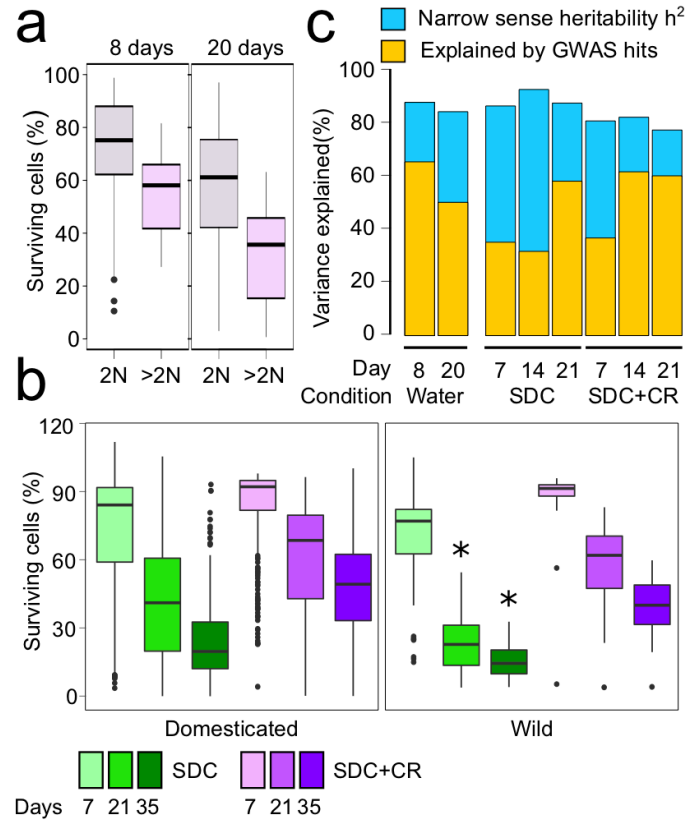 a
8 days 20 days
Surviving cells (%)
100
80
60
40
20
0
2N >2N 2N >2N
c
Narrow sense heritability h²
Explained by GWAS hits
Variance explained(%)
100
80
60
40
20
0
Day 8 20 7 14 21 7 14 21
Condition Water SDC SDC+CR
b
Surviving cells (%)
120
90
60
30
0
* *
Domesticated Wild
SDC SDC+CR
Days 7 21 35 7 21 35